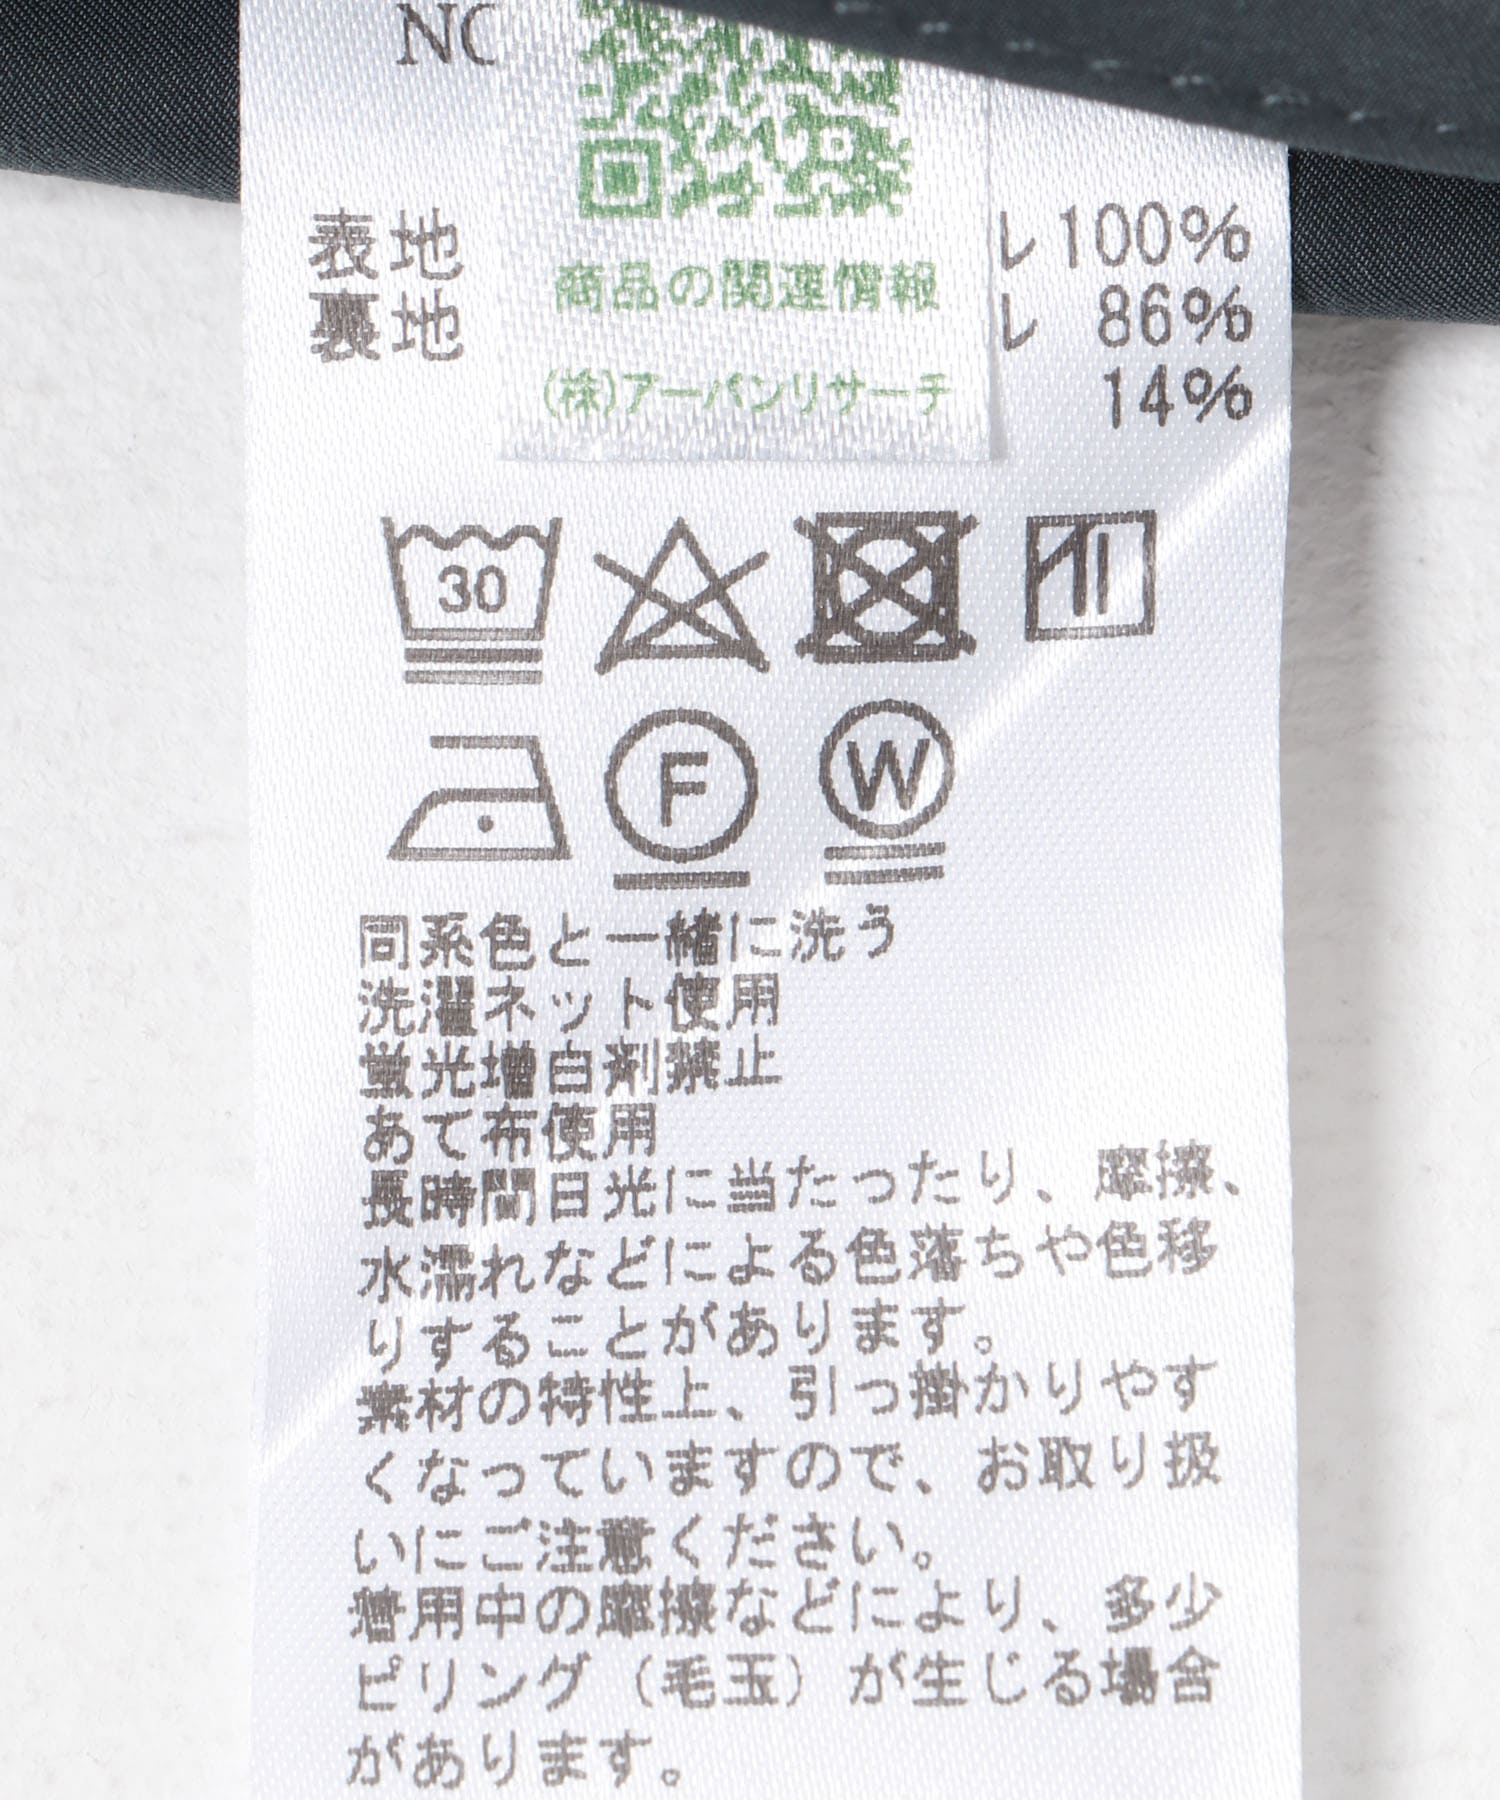 NO
表地 レ 100%
裏地 レ 86%
14%
商品の関連情報
(株)アーバンリサーチ
30
F W
同系色と一緒に洗う
洗濯ネット使用
蛍光増白剤禁止
あて布使用
長時間日光に当たったり、摩擦、
水濡れなどによる色落ちや色移
りすることがあります。
素材の特性上、引っ掛かりやす
くなっていますので、お取り扱
いにご注意ください。
着用中の摩擦などにより、多少
ピリング（毛玉）が生じる場合
があります。